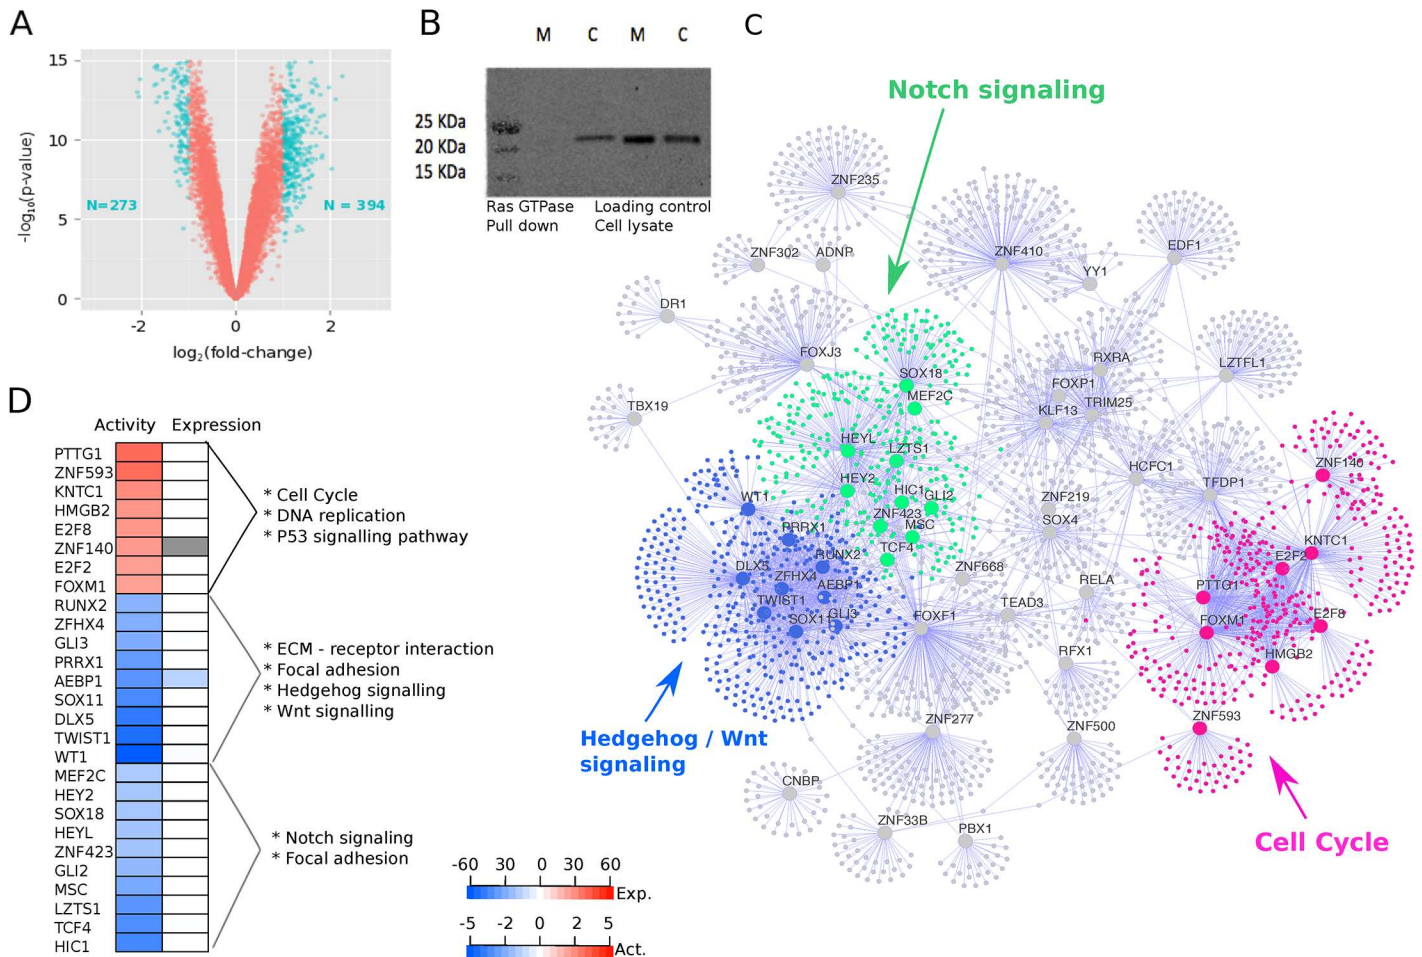 A
15
10
5
0
-log10(p-value)
N=273
N = 394
-2
0
2
log2(fold-change)
B
M C M C
25 KDa
20 KDa
15 KDa
Ras GTPase
Pull down
Loading control
Cell lysate
C
Notch signaling
ZNF235
ZNF302
ADNP
ZNF410
EDF1
YY1
DR1
FOXJ3
RXRA
LZTFL1
SOX18
FOXP1
MEF2C
TBX19
KLF13
TRIM25
HEYL
LZTS1
HCFC1
ZNF140
HEY2
TFDP1
WT1
HIC1
GLI2
ZNF219
ZNF423
SOX4
PRRX1
MSC
KNTC1
TCF4
RUNX2
E2F2
DLX5
ZNF668
ZFHX4
AEBP1
RELA
PTTG1
TWIST1
TEAD3
SOX11
GLI3
FOXF1
FOXM1
E2F8
RFX1
HMGB2
ZNF277
ZNF500
ZNF593
Hedgehog / Wnt
signaling
CNBP
ZNF33B
PBX1
Cell Cycle
D
Activity Expression
PTTG1
ZNF593
KNTC1
HMGB2
E2F8
ZNF140
E2F2
FOXM1
RUNX2
ZFHX4
GLI3
PRRX1
AEBP1
SOX11
DLX5
TWIST1
WT1
MEF2C
HEY2
SOX18
HEYL
ZNF423
GLI2
MSC
LZTS1
TCF4
HIC1
* Cell Cycle
* DNA replication
* P53 signalling pathway
* ECM - receptor interaction
* Focal adhesion
* Hedgehog signalling
* Wnt signalling
* Notch signaling
* Focal adhesion
-60 30 0 30 60
Exp.
-5 -2 0 2 5
Act.